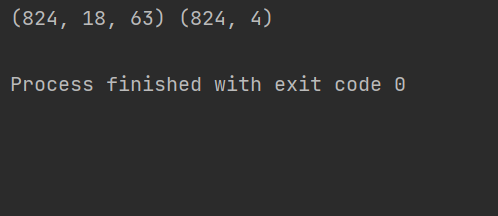 (824, 18, 63) (824, 4)
Process finished with exit code 0